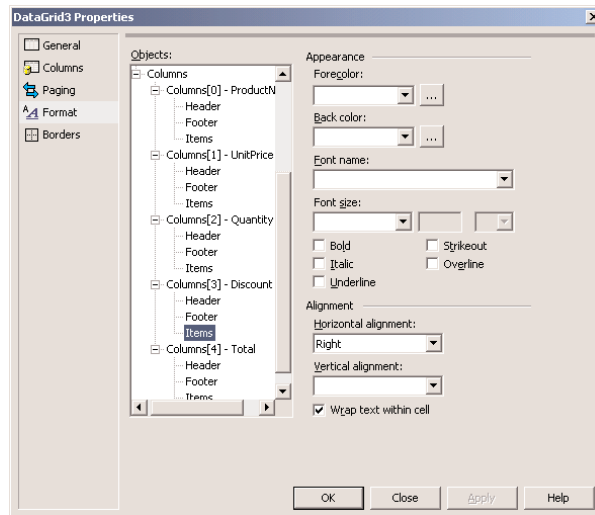 DataGrid3 Properties
General
Columns
Paging
Format
Borders
Objects:
Columns
Columns[0] - ProductN
Header
Footer
Items
Columns[1] - UnitPrice
Header
Footer
Items
Columns[2] - Quantity
Header
Footer
Items
Columns[3] - Discount
Header
Footer
Items
Columns[4] - Total
Header
Footer
Items
Appearance
Forecolor:
...
Back color:
...
Font name:
Font size:
Bold
Strikeout
Italic
Overline
Underline
Alignment
Horizontal alignment:
Right
Vertical alignment:
Wrap text within cell
OK
Close
Apply
Help